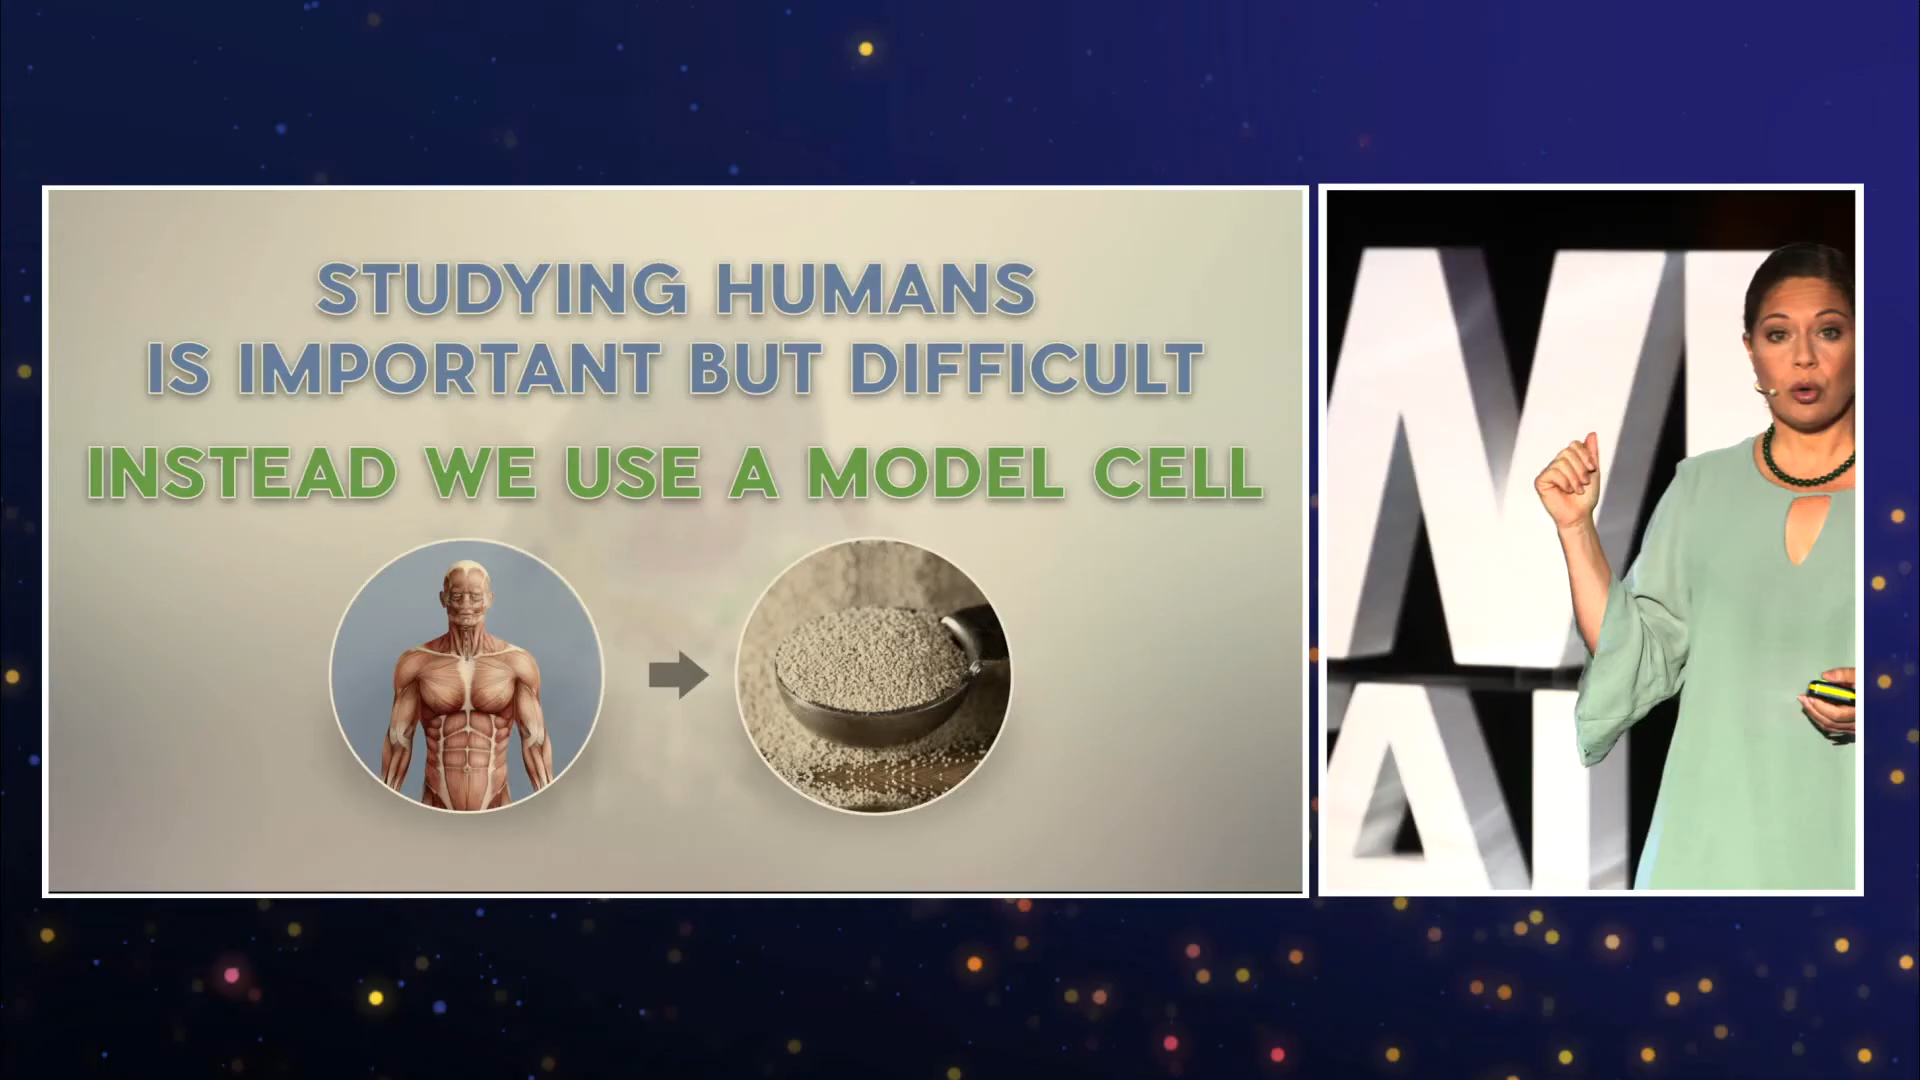 STUDYING HUMANS
IS IMPORTANT BUT DIFFICULT
INSTEAD WE USE A MODEL CELL